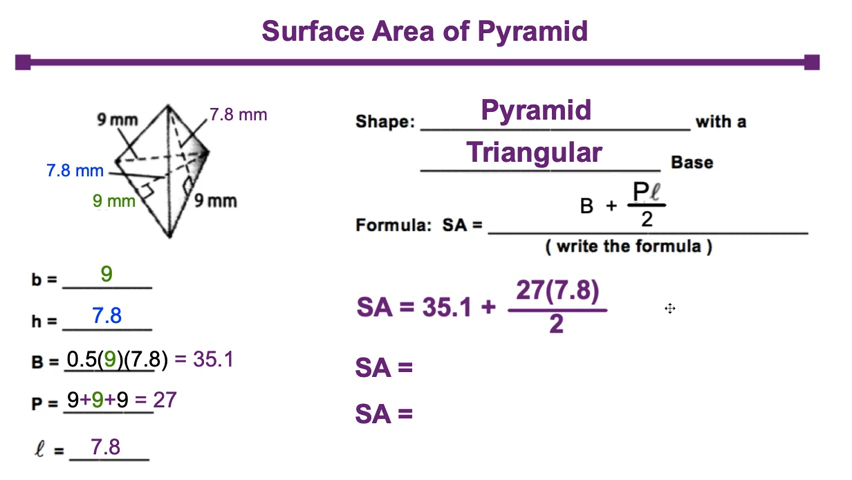 Surface Area of Pyramid
9 mm
7.8 mm
7.8 mm
9 mm
9 mm
Shape: Pyramid with a
Triangular Base
Formula: SA = B + Pℓ/2
( write the formula )
b = 9
h = 7.8
B = 0.5(9)(7.8) = 35.1
P = 9+9+9 = 27
ℓ = 7.8
SA = 35.1 + 27(7.8)/2
SA =
SA =